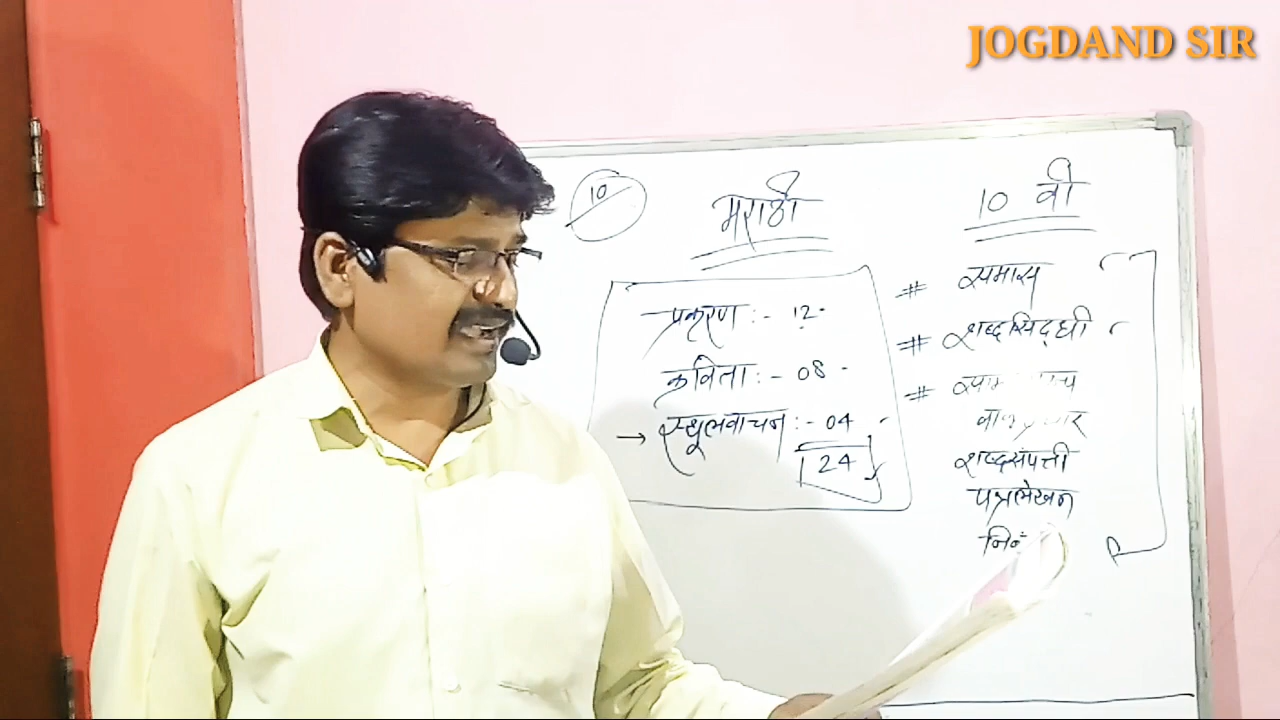 JOGDAND SIR
10
मराठी
10 वी
प्रकरण :- 12-
कविता :- 08 -
→ स्थूलवाचन :- 04
24
# समास
# शब्दसिद्धी
#
शब्दसंपत्ती
पत्रलेखन